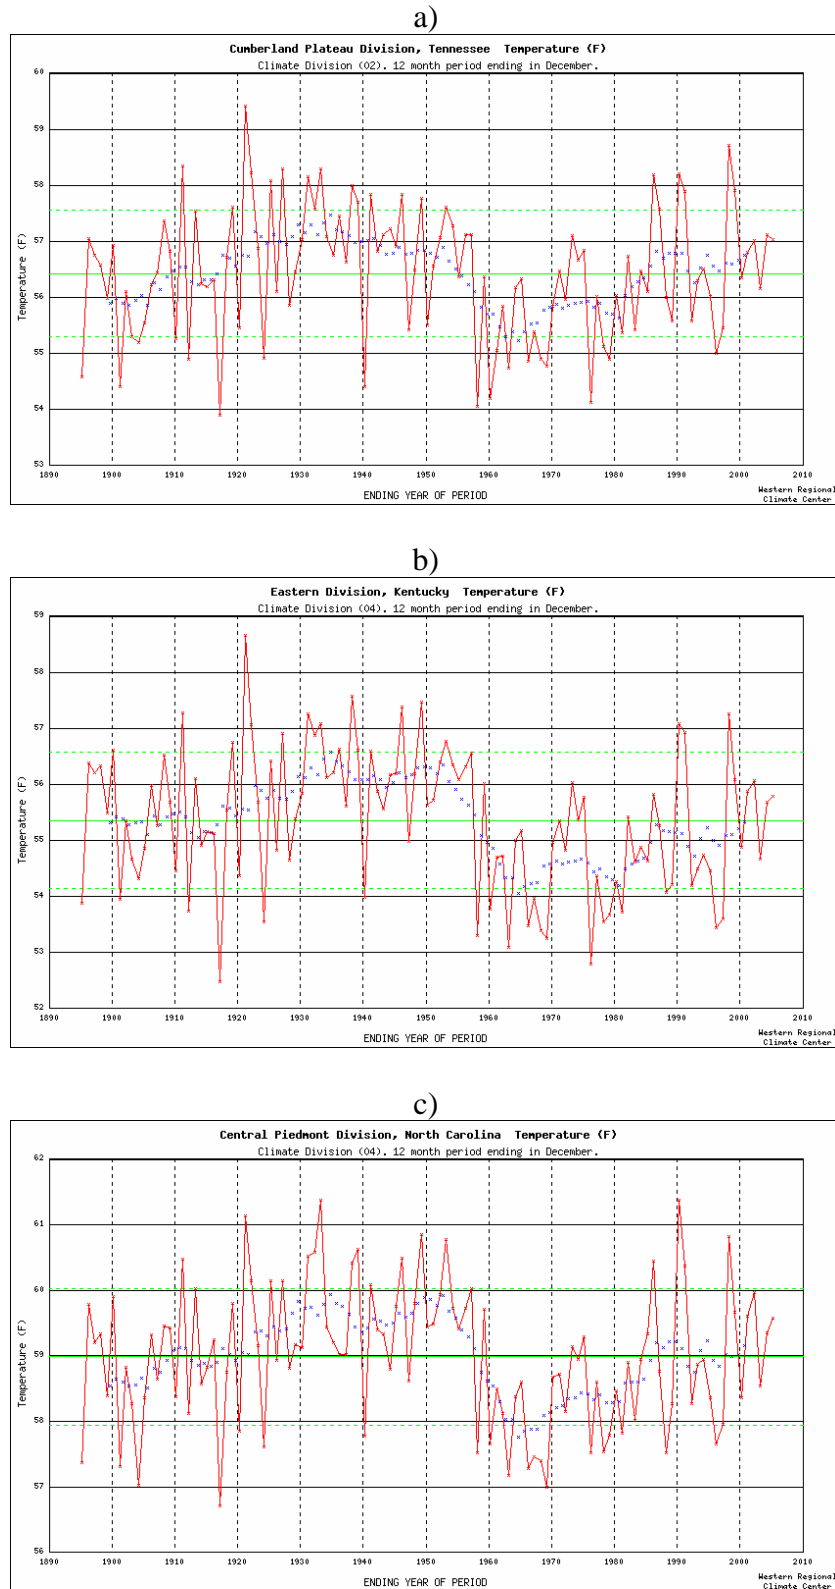 a)
Cumberland Plateau Division, Tennessee Temperature (F)
Climate Division (02). 12 month period ending in December.
60
59
58
57
56
55
54
53
Temperature (F)
1890 1900 1910 1920 1930 1940 1950 1960 1970 1980 1990 2000 2010
ENDING YEAR OF PERIOD
Western Regional
Climate Center
b)
Eastern Division, Kentucky Temperature (F)
Climate Division (04). 12 month period ending in December.
59
58
57
56
55
54
53
52
Temperature (F)
1890 1900 1910 1920 1930 1940 1950 1960 1970 1980 1990 2000 2010
ENDING YEAR OF PERIOD
Western Regional
Climate Center
c)
Central Piedmont Division, North Carolina Temperature (F)
Climate Division (04). 12 month period ending in December.
62
61
60
59
58
57
56
Temperature (F)
1890 1900 1910 1920 1930 1940 1950 1960 1970 1980 1990 2000 2010
ENDING YEAR OF PERIOD
Western Regional
Climate Center